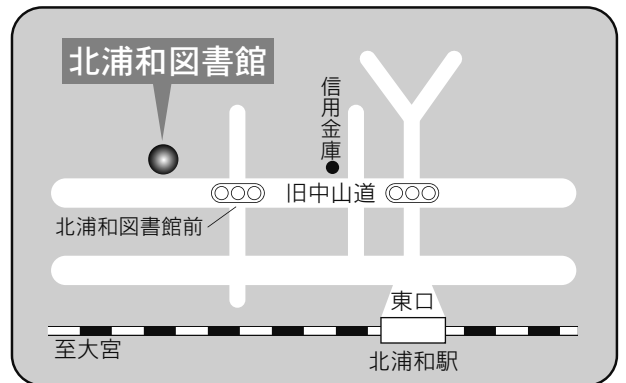 北浦和図書館
信用金庫
旧中山道
北浦和図書館前
東口
至大宮
北浦和駅